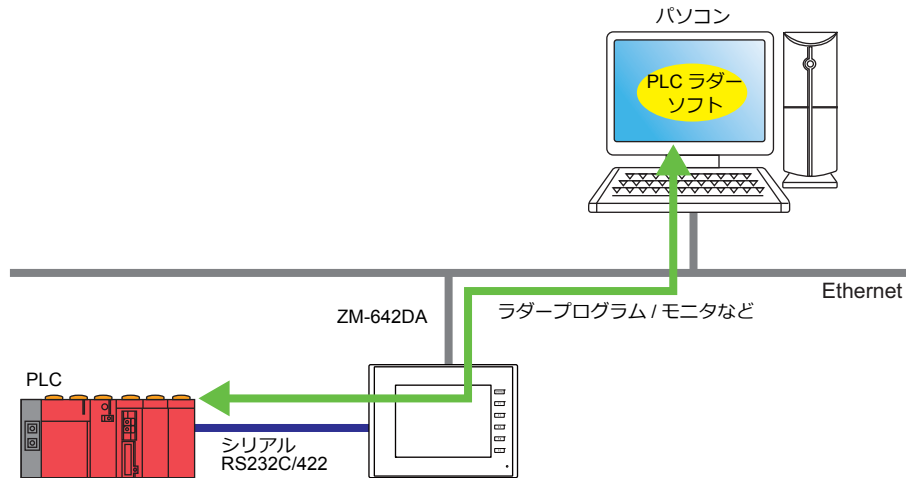 パソコン
PLC ラダー
ソフト
Ethernet
ZM-642DA
ラダープログラム / モニタなど
PLC
シリアル
RS232C/422